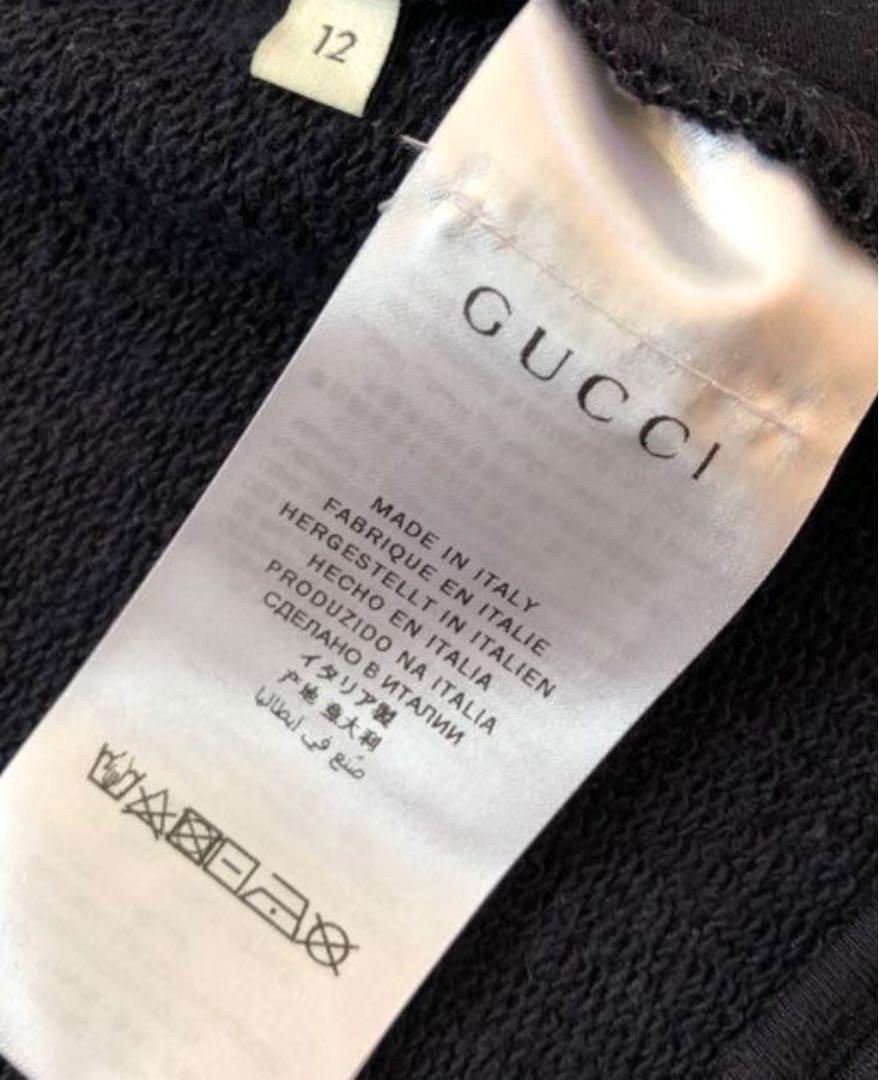 12
GUCCI
MADE IN ITALY
FABRIQUE EN ITALIE
HERGESTELLT IN ITALIEN
HECHO EN ITALIA
PRODUZIDO NA ITALIA
СДЕЛАНО В ИТАЛИИ
イタリア製
产地 意大利
صنع في ايطاليا